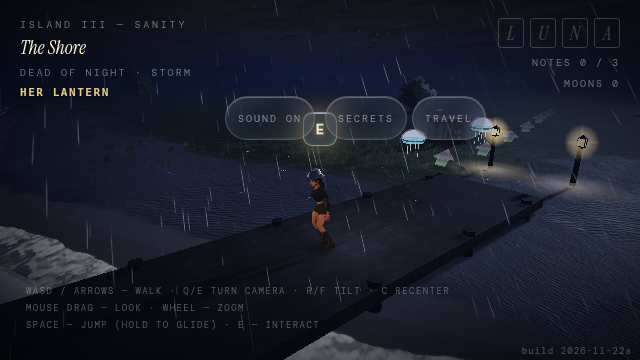 ISLAND III — SANITY
The Shore
DEAD OF NIGHT · STORM
HER LANTERN
L U N A
NOTES 0 / 3
MOONS 0
SOUND ON
E
SECRETS
TRAVEL
WASD / ARROWS — WALK · Q/E TURN CAMERA · R/F TILT · C RECENTER
MOUSE DRAG — LOOK · WHEEL — ZOOM
SPACE — JUMP (HOLD TO GLIDE) · E — INTERACT
build 2026-11-22a